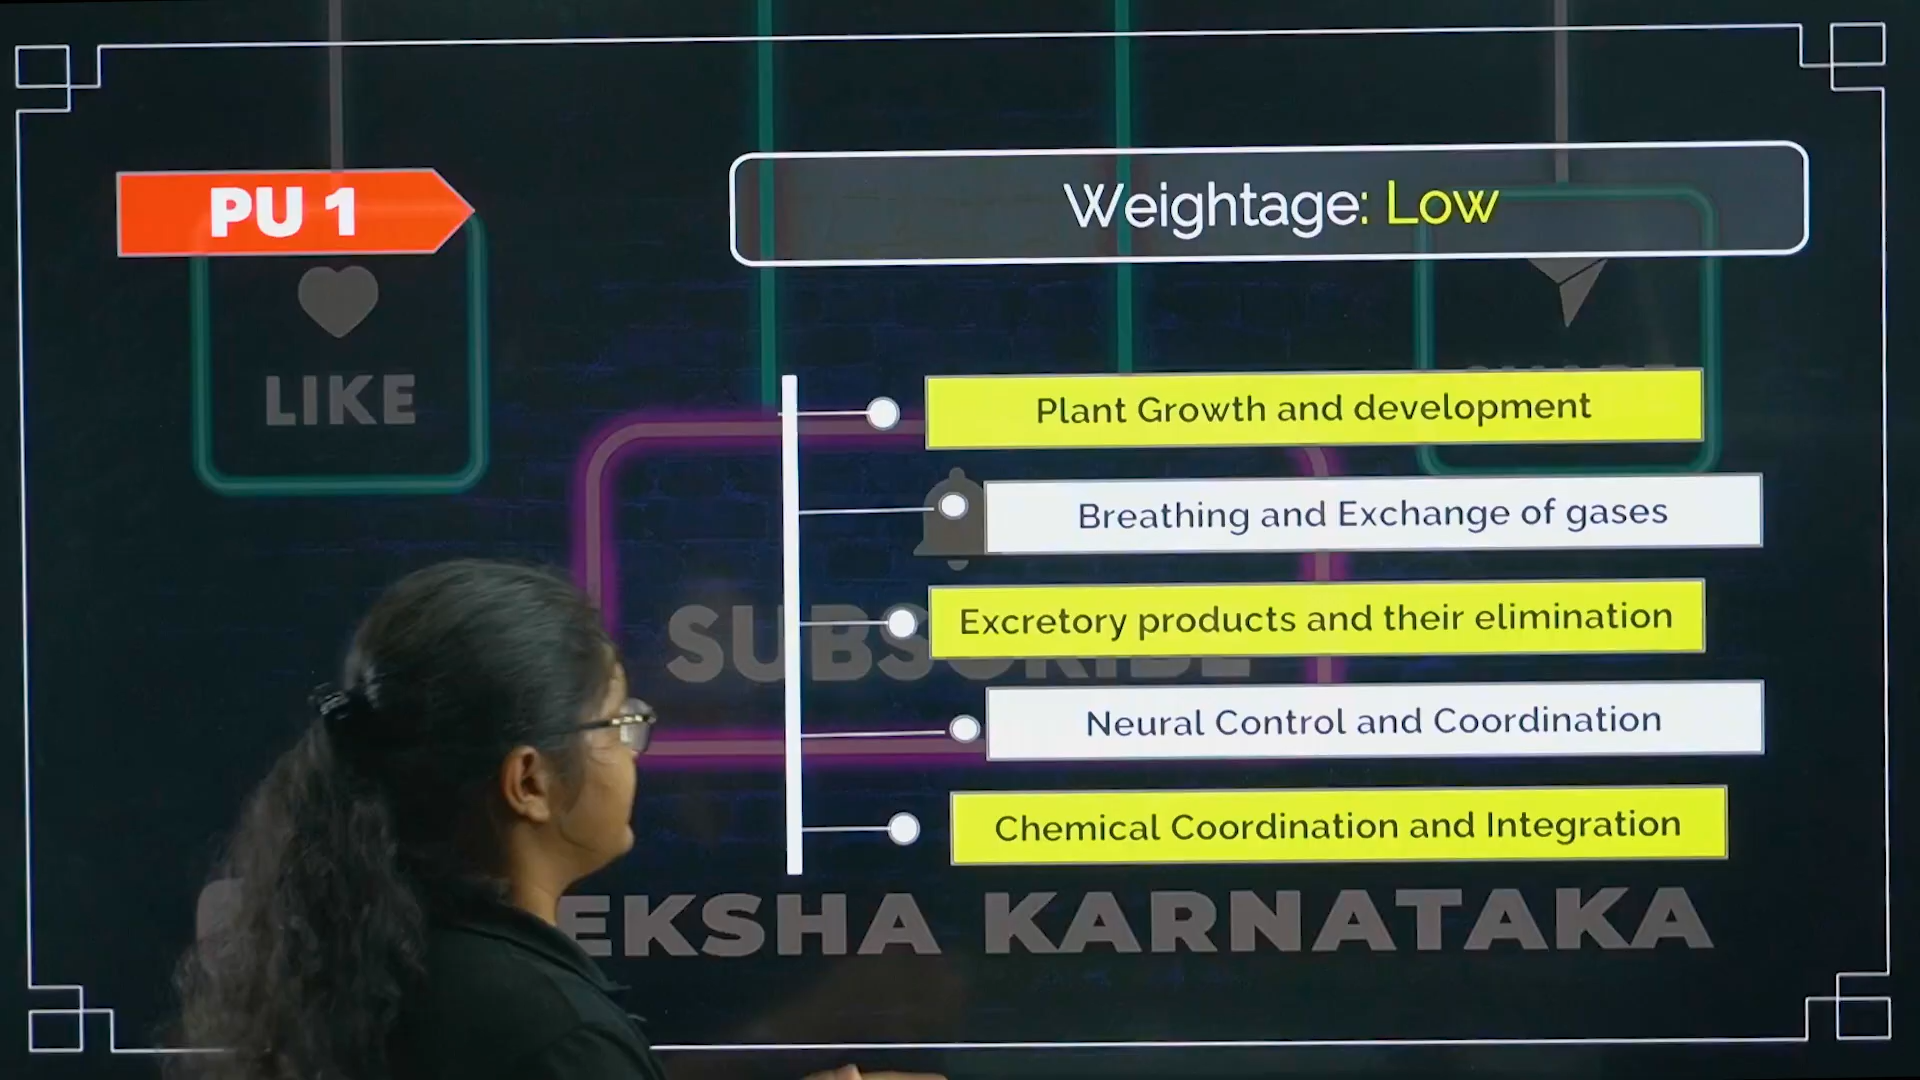 PU 1
Weightage: Low
LIKE
Plant Growth and development
Breathing and Exchange of gases
Excretory products and their elimination
Neural Control and Coordination
Chemical Coordination and Integration
SUBSCRIBE
EKSHA KARNATAKA